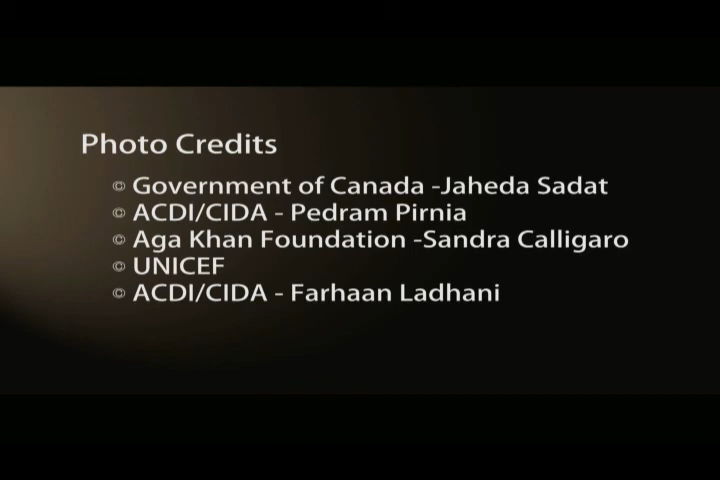 Photo Credits
© Government of Canada -Jaheda Sadat
© ACDI/CIDA - Pedram Pirnia
© Aga Khan Foundation -Sandra Calligaro
© UNICEF
© ACDI/CIDA - Farhaan Ladhani